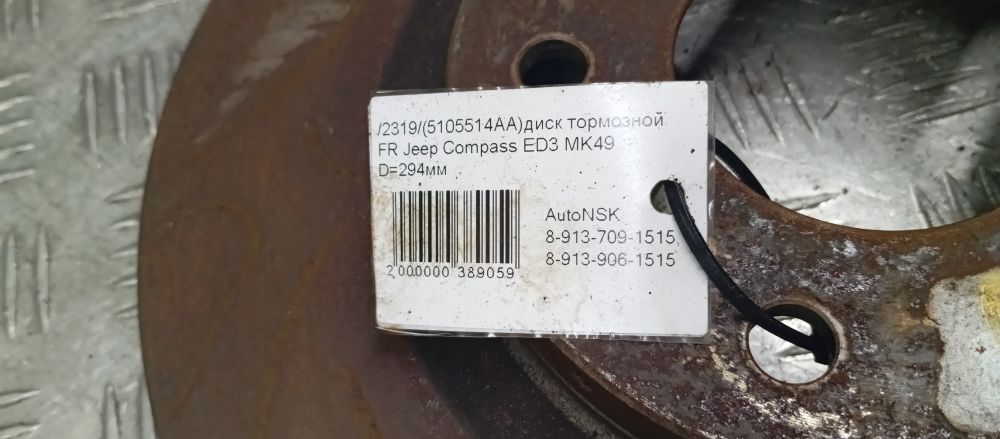 /2319/(5105514AA)диск тормозной
FR Jeep Compass ED3 MK49
D=294мм
AutoNSK
8-913-709-1515
8-913-906-1515
2 000000 389059